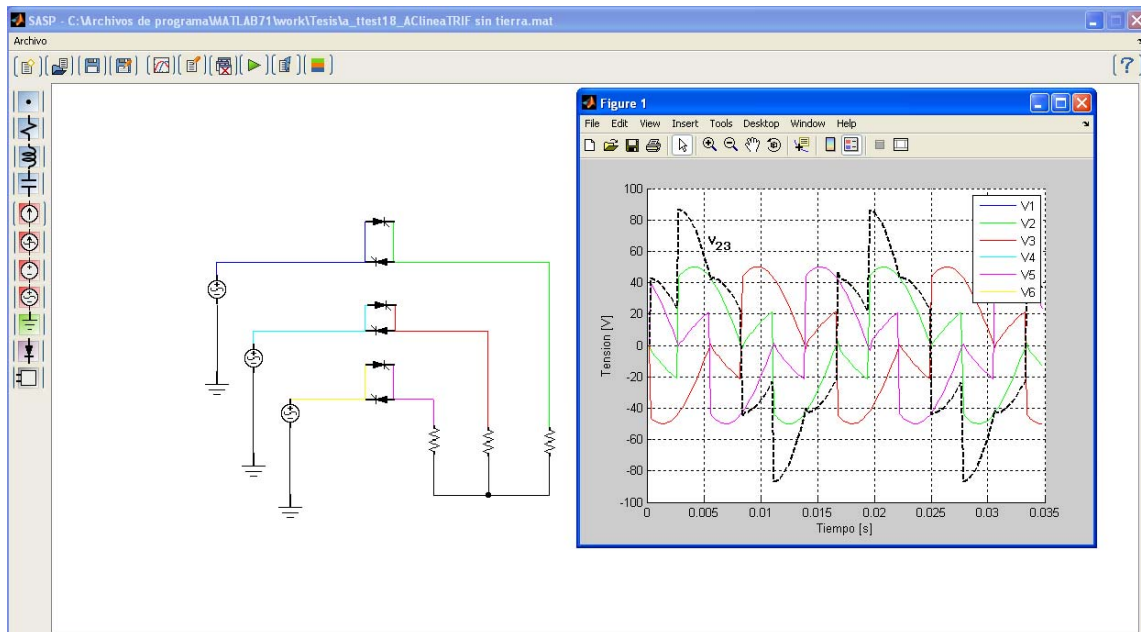 SASP - C:\Archivos de programa\MATLAB71\work\Tesis\a_ttest18_AClineaTRIF sin tierra.mat
Archivo
?
Figure 1
File Edit View Insert Tools Desktop Window Help
100
80
60
40
20
0
-20
-40
-60
-80
-100
Tension [V]
V23
V1
V2
V3
V4
V5
V6
0 0.005 0.01 0.015 0.02 0.025 0.03 0.035
Tiempo [s]